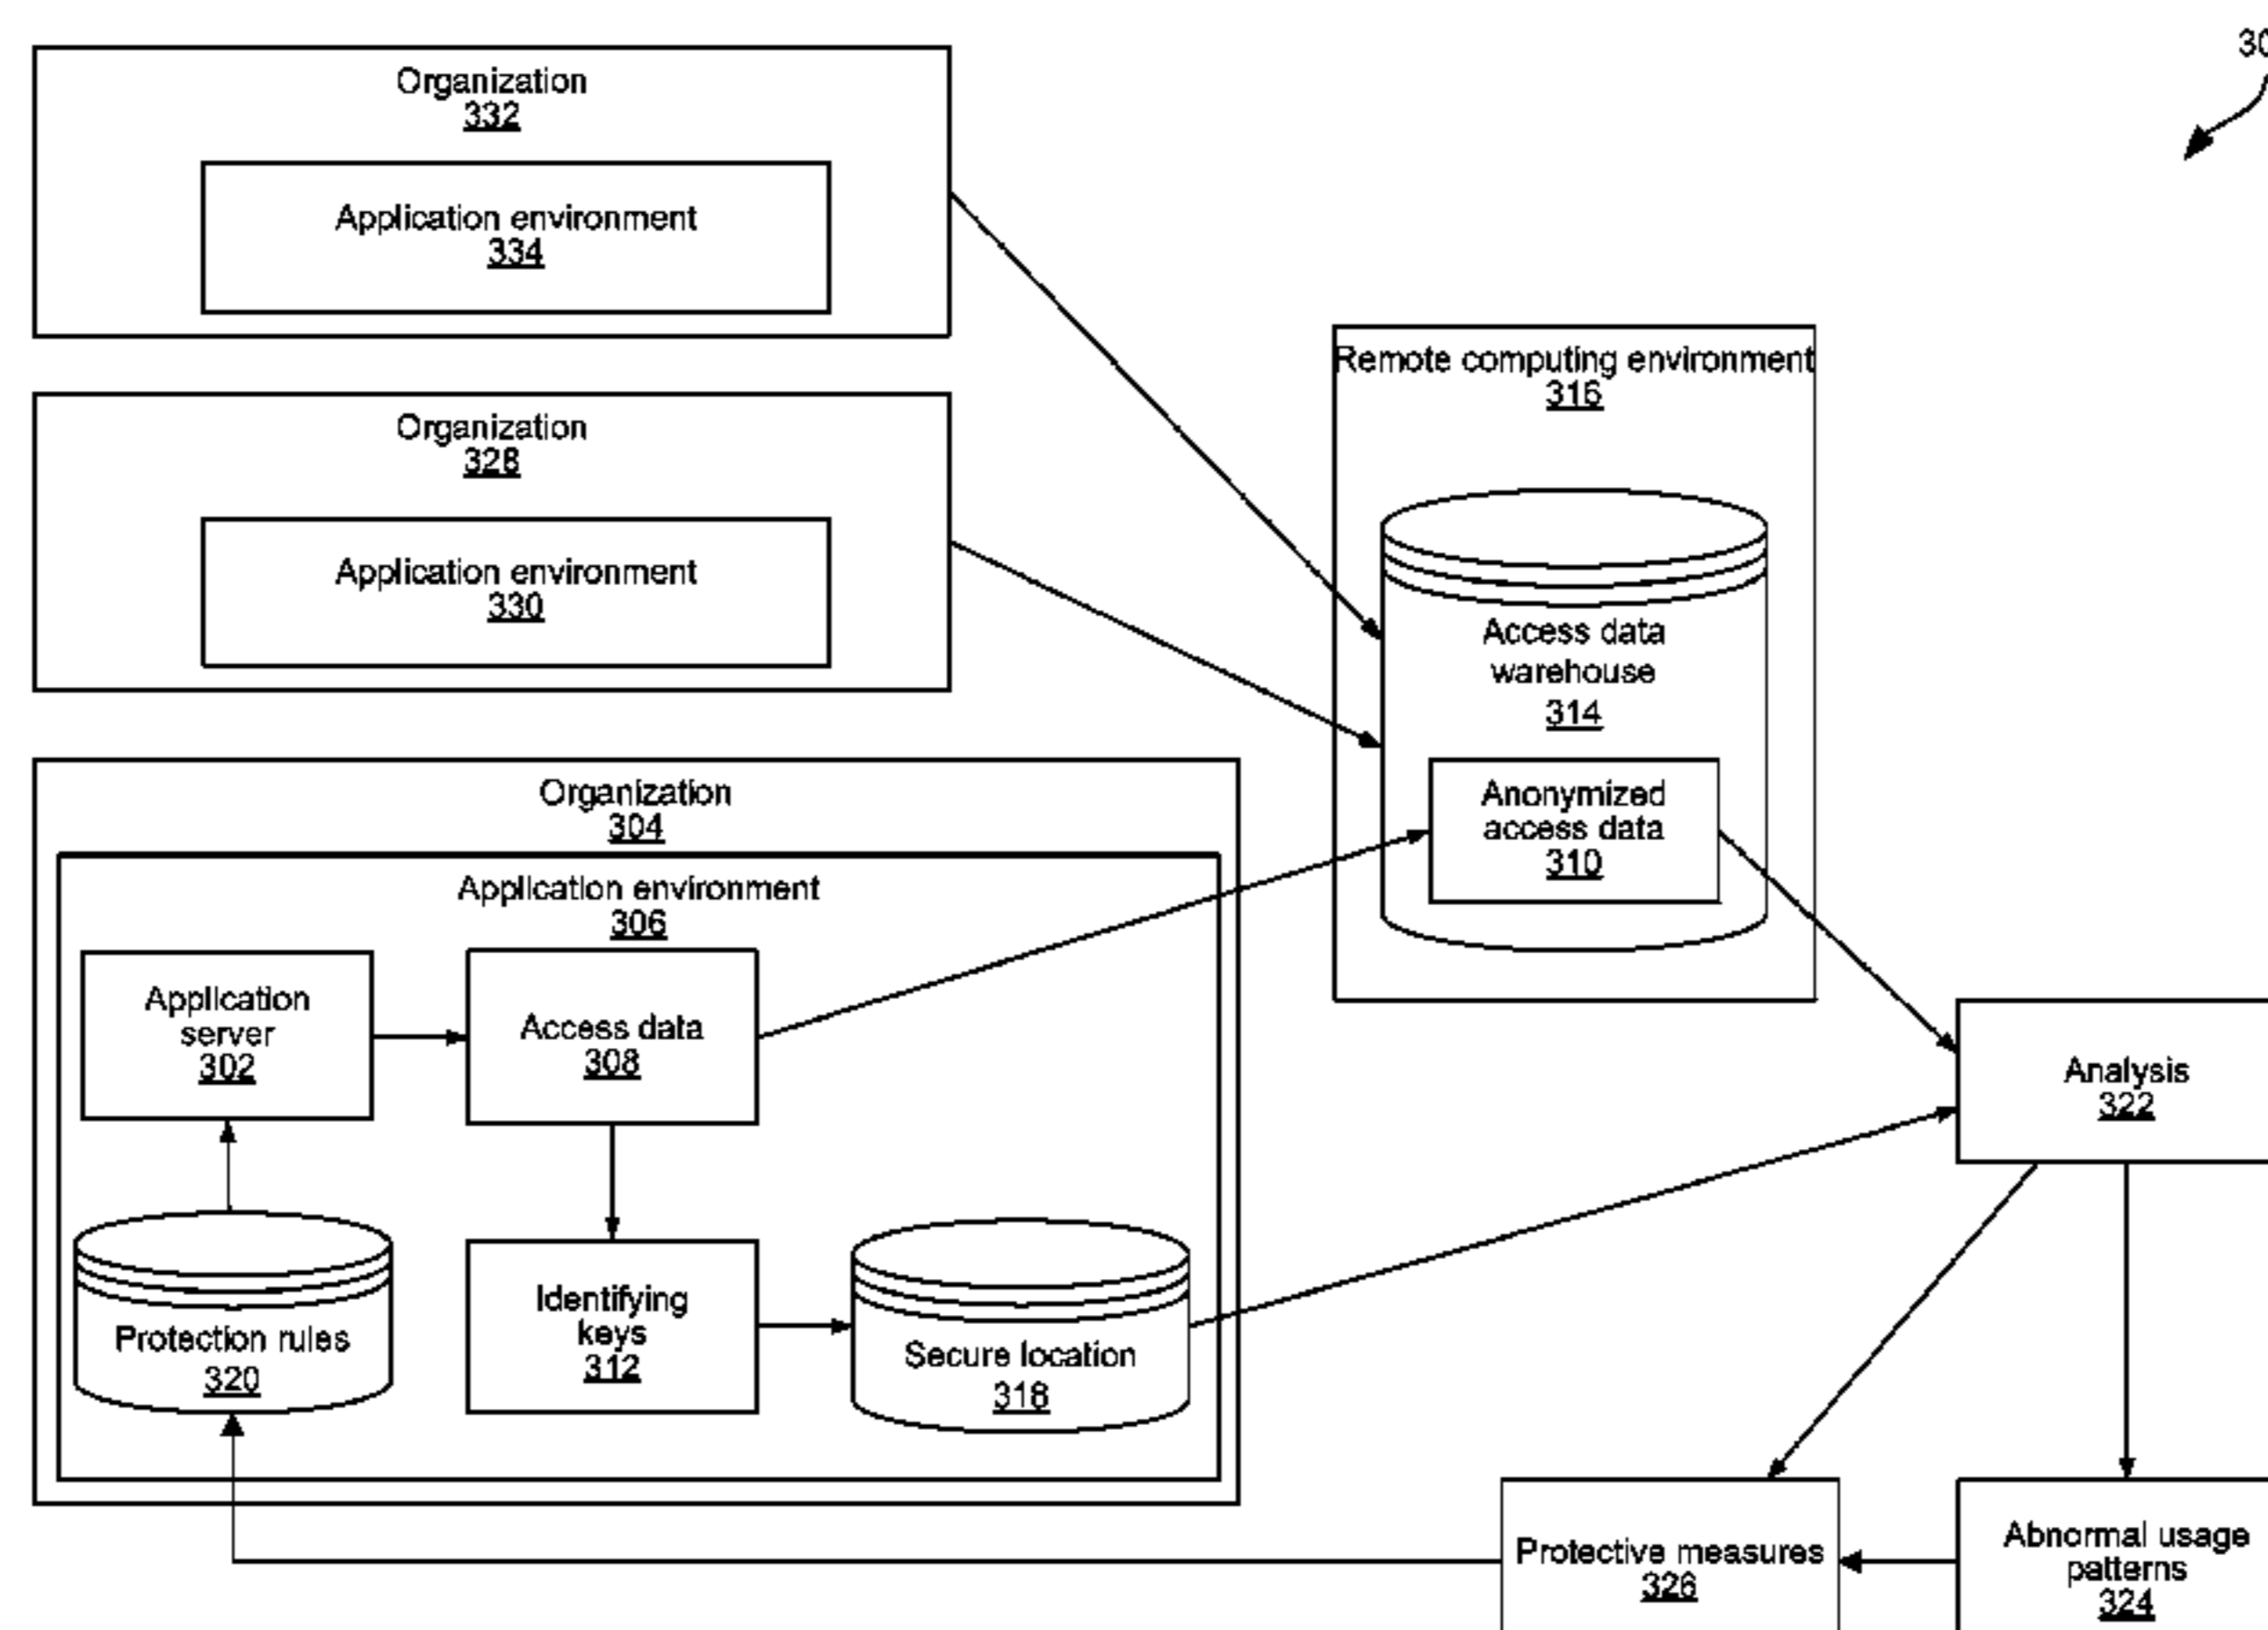 30
Organization
332
Application environment
334
Organization
328
Application environment
330
Remote computing environment
316
Access data
warehouse
314
Anonymized
access data
310
Organization
304
Application environment
306
Application
server
302
Access data
308
Protection rules
320
Identifying
keys
312
Secure location
318
Analysis
322
Protective measures
326
Abnormal usage
patterns
324